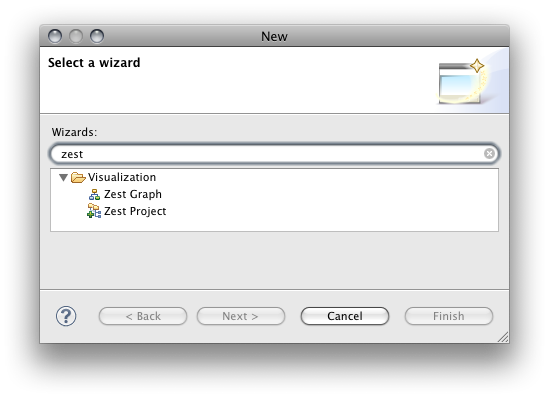 New
Select a wizard
Wizards:
zest
Visualization
Zest Graph
Zest Project
?
< Back
Next >
Cancel
Finish